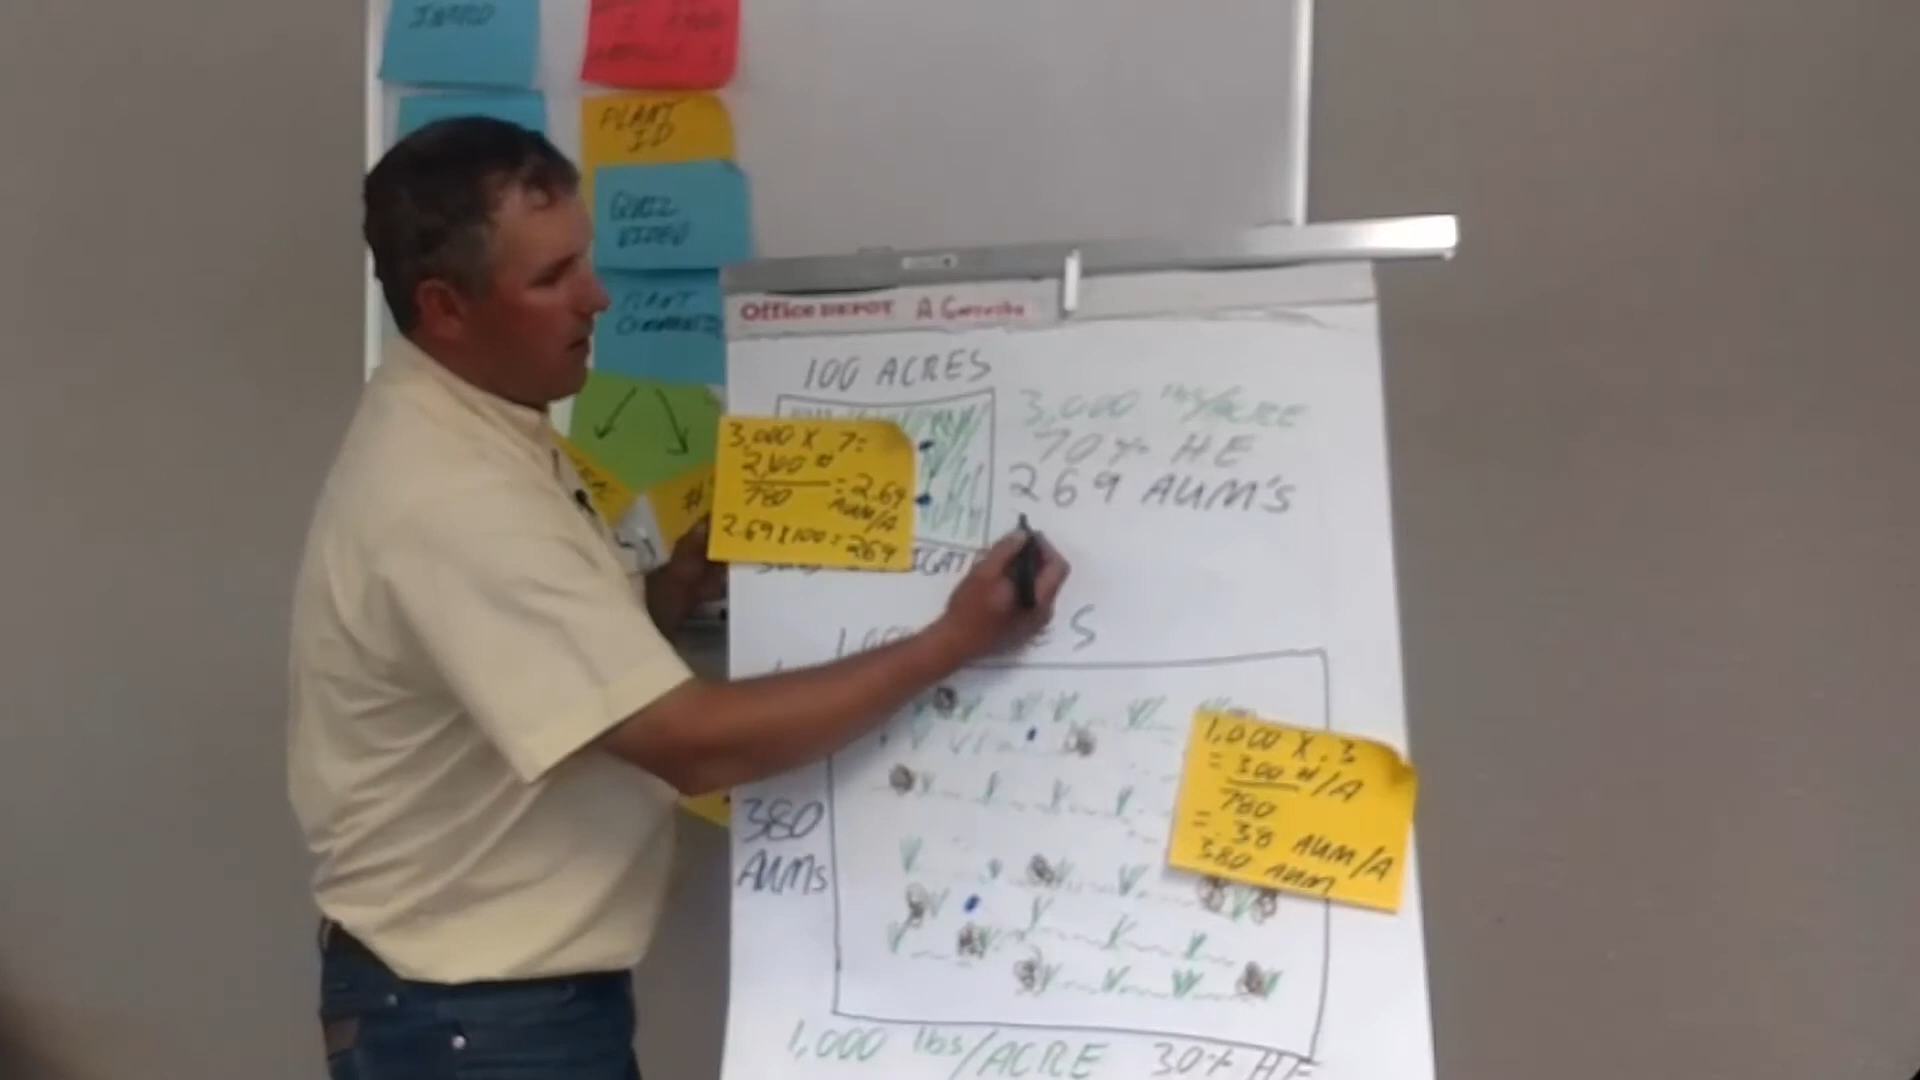 INTRO
PLANT
ID
QUIZ
VIDEO
PLANT
Office DEPOT
100 ACRES
3,000 lbs/ACRE
70% HE
269 AUM'S
3,000 X .7=
2,100 #
780
=2.69
AUM/A
2.69 X 100 = 269
S
380
AUMs
1,000 X .3
= 300 #/A
780
= .38 AUM/A
380 AUM
1,000 lbs/ACRE 30% HE